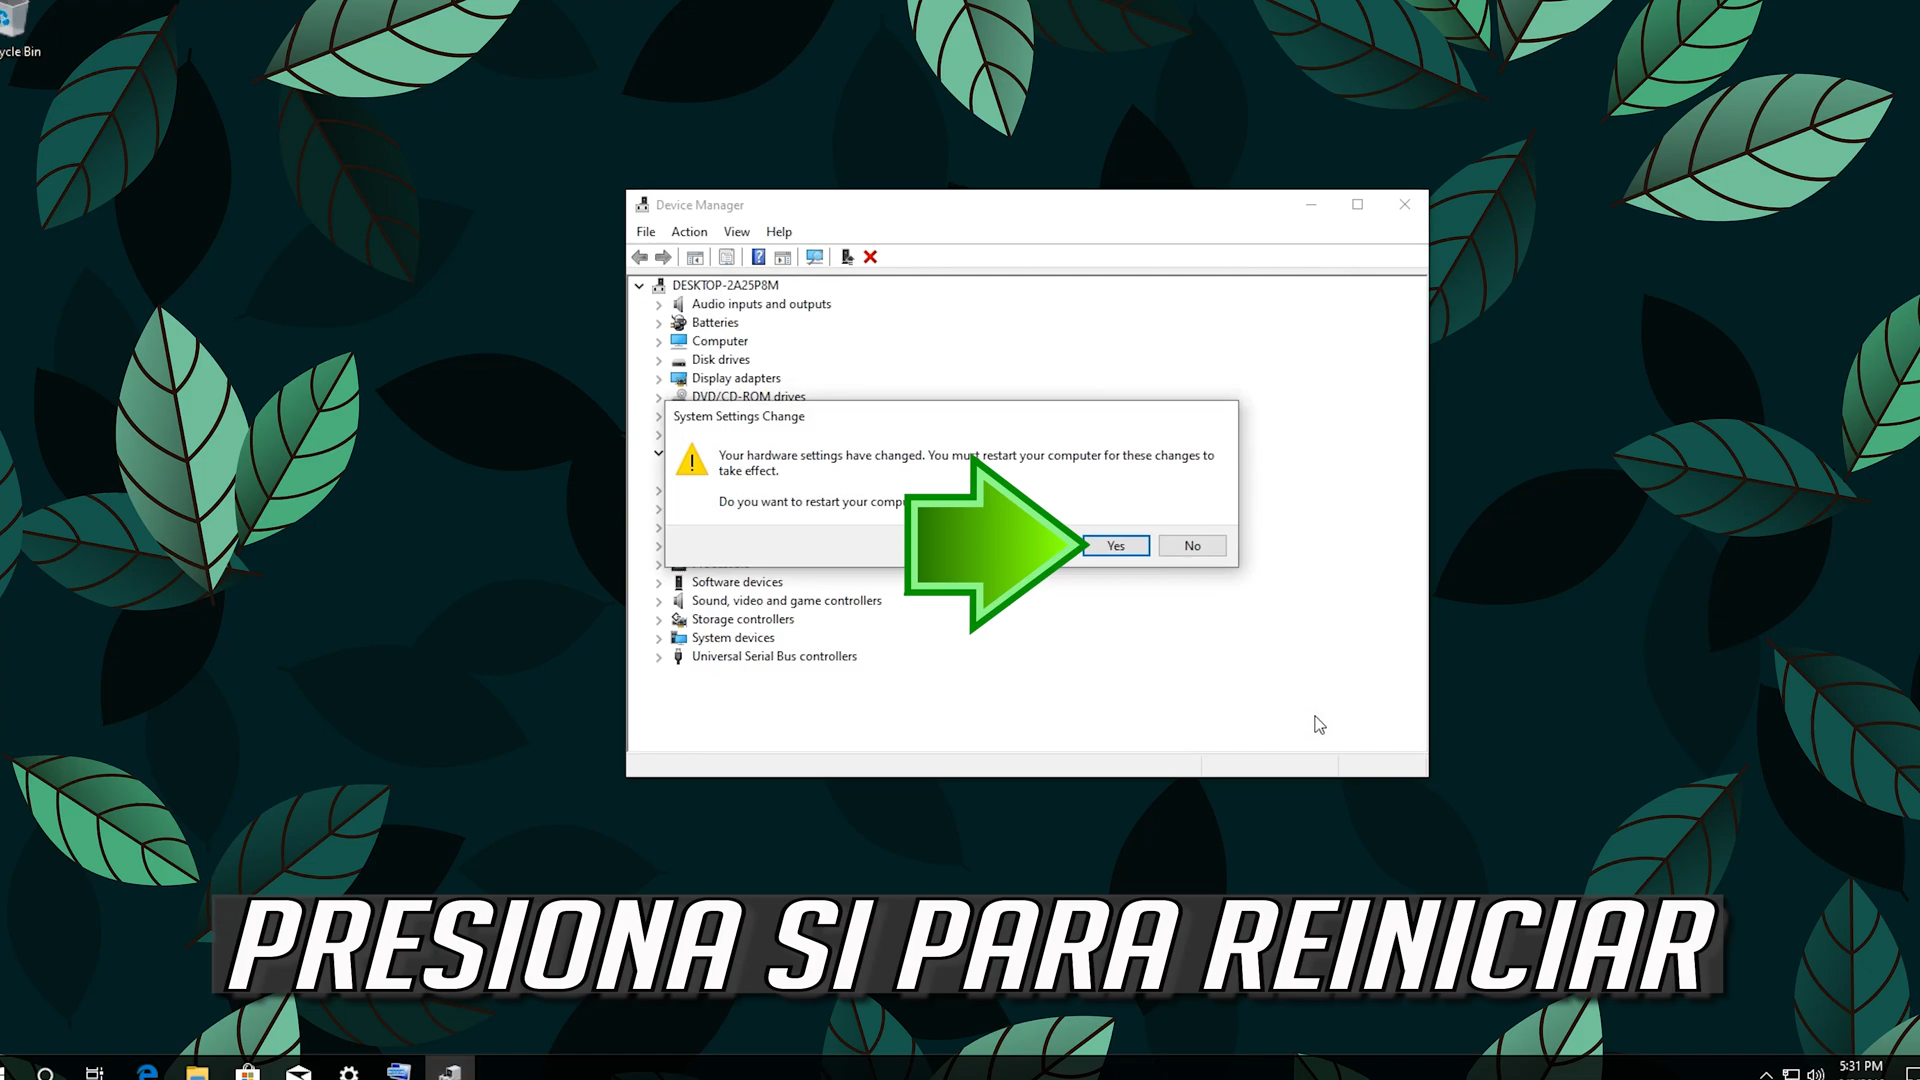 ycle Bin
Device Manager
File Action View Help
DESKTOP-2A25P8M
Audio inputs and outputs
Batteries
Computer
Disk drives
Display adapters
DVD/CD-ROM drives
System Settings Change
Your hardware settings have changed. You must restart your computer for these changes to
take effect.
Do you want to restart your compu
Yes No
Software devices
Sound, video and game controllers
Storage controllers
System devices
Universal Serial Bus controllers
PRESIONA SI PARA REINICIAR
5:31 PM